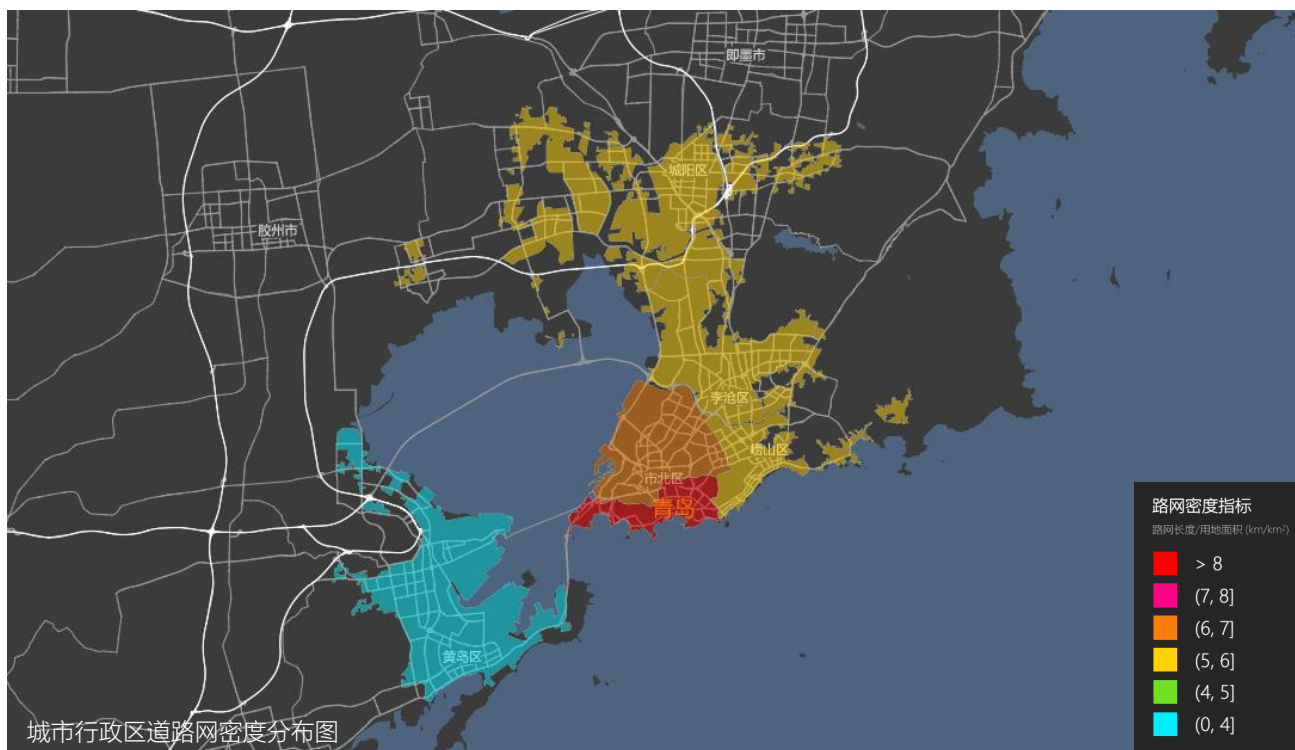 即墨市
城阳区
胶州市
李沧区
崂山区
市北区
青岛
黄岛区
城市行政区道路网密度分布图
路网密度指标
路网长度/用地面积 (km/km²)
> 8
(7, 8]
(6, 7]
(5, 6]
(4, 5]
(0, 4]